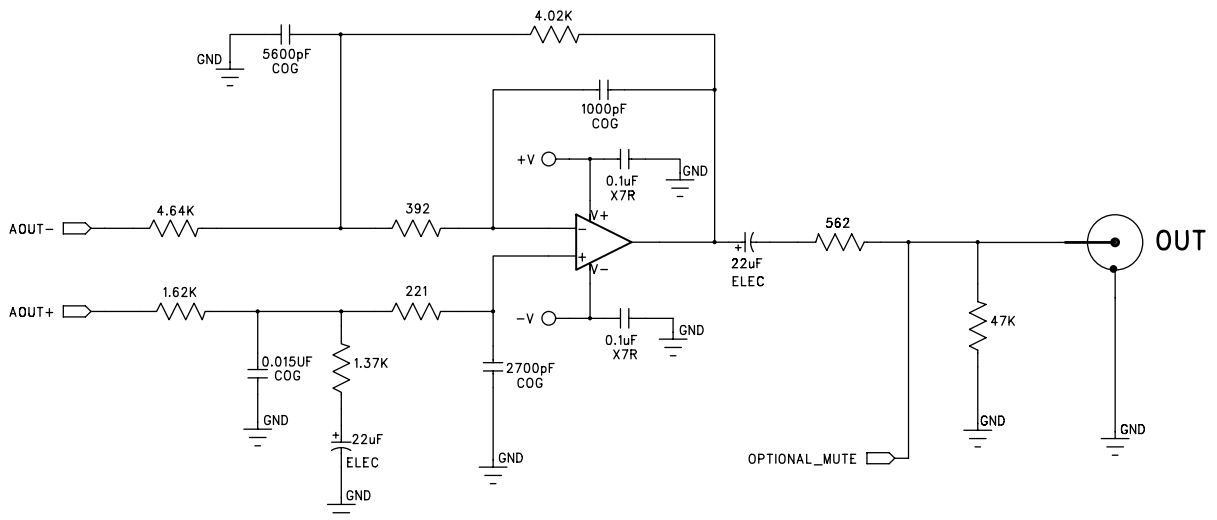 4.02K
GND
5600pF
COG
1000pF
COG
+V
GND
0.1uF
X7R
4.64K
392
V+
562
AOUT-
-
OUT
+
22uF
+
ELEC
1.62K
221
V-
AOUT+
-V
GND
0.1uF
X7R
47K
0.015UF
COG
1.37K
2700pF
COG
GND
GND
GND
+
22uF
ELEC
GND
OPTIONAL_MUTE
GND